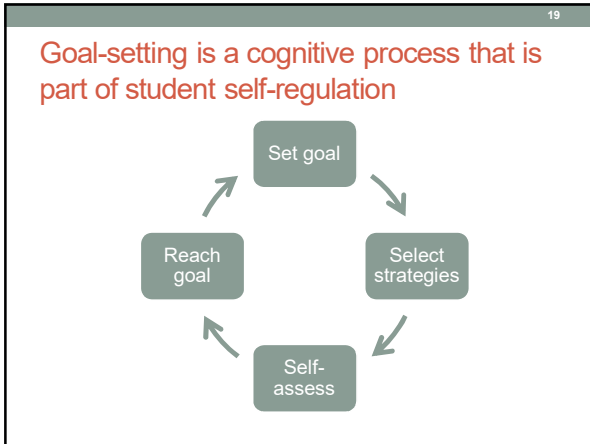 19
Goal-setting is a cognitive process that is
part of student self-regulation
Set goal
Select
strategies
Self-
assess
Reach
goal